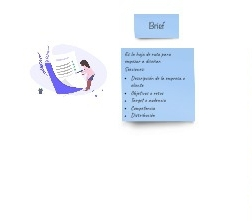 Brief
Es la hoja de ruta para
empezar a diseñar.
Contiene:
Descripción de la empresa o
cliente
Objetivos o retos
Target o audiencia
Competencia
Distribución